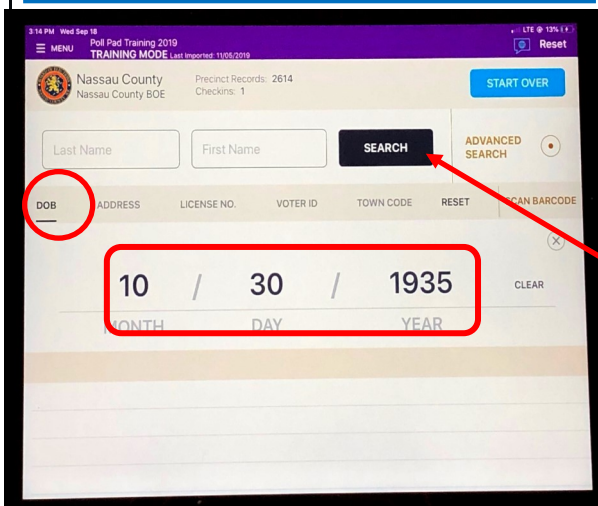 3:14 PM Wed Sep 18 LTE 13%
MENU Poll Pad Training 2019 Reset
TRAINING MODE Last Imported: 11/05/2019
Nassau County Precinct Records: 2614 START OVER
Nassau County BOE Checkins: 1
Last Name First Name SEARCH ADVANCED SEARCH
DOB ADDRESS LICENSE NO. VOTER ID TOWN CODE RESET SCAN BARCODE
10 / 30 / 1935 CLEAR
MONTH DAY YEAR